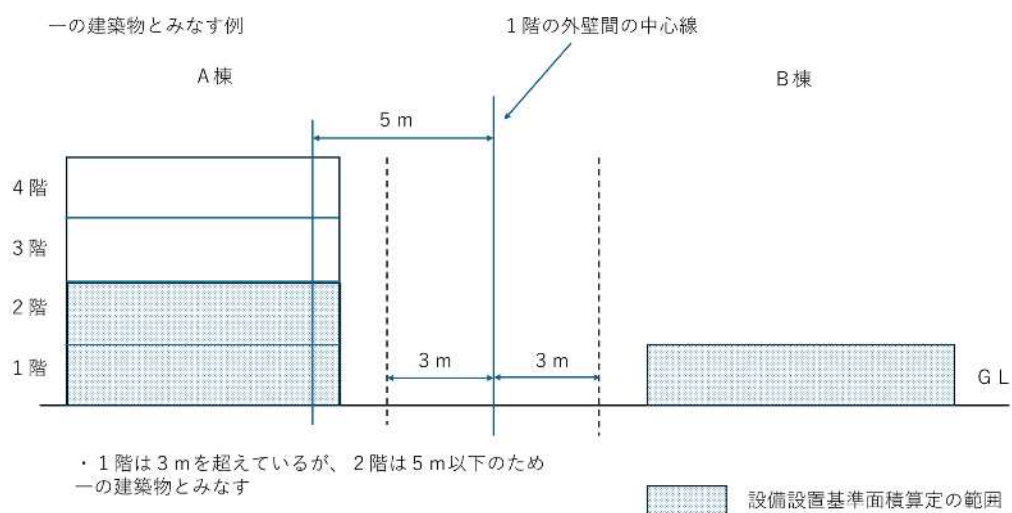 一の建築物とみなす例
1階の外壁間の中心線
A棟
B棟
5m
4階
3階
2階
1階
3m
3m
GL
・1階は3mを超えているが、2階は5m以下のため
一の建築物とみなす
設備設置基準面積算定の範囲